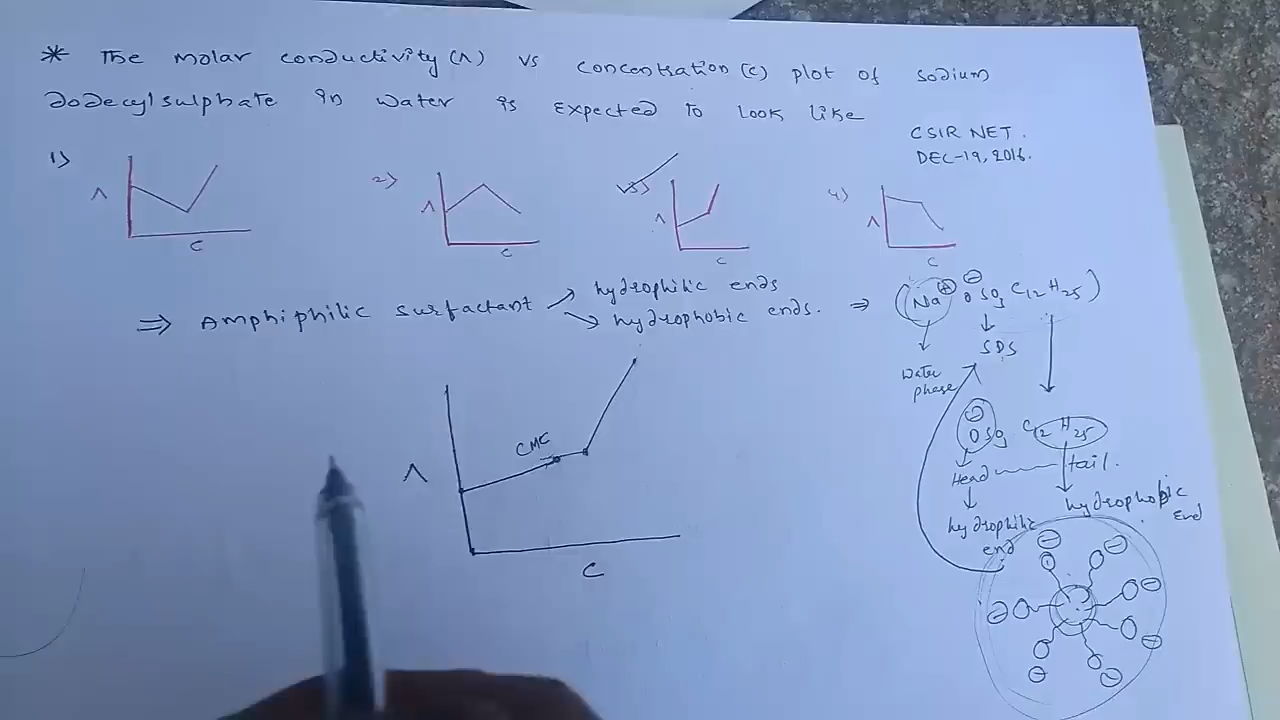 * The molar conductivity (Λ) vs concentration (c) plot of sodium
dodecylsulphate in water is expected to look like
CSIR NET.
DEC-19, 2016.
1)
Λ
C
2)
Λ
C
3)
Λ
C
4)
Λ
C
⇒ Amphiphilic surfactant → hydrophilic ends
→ hydrophobic ends. ⇒ (Na⊕ ⊖OSO3 C12H25)
SDS
water
phase
⊖
OSO3 C12H25
Head tail.
hydrophilic
end
hydrophobic
End
CMC
Λ
C